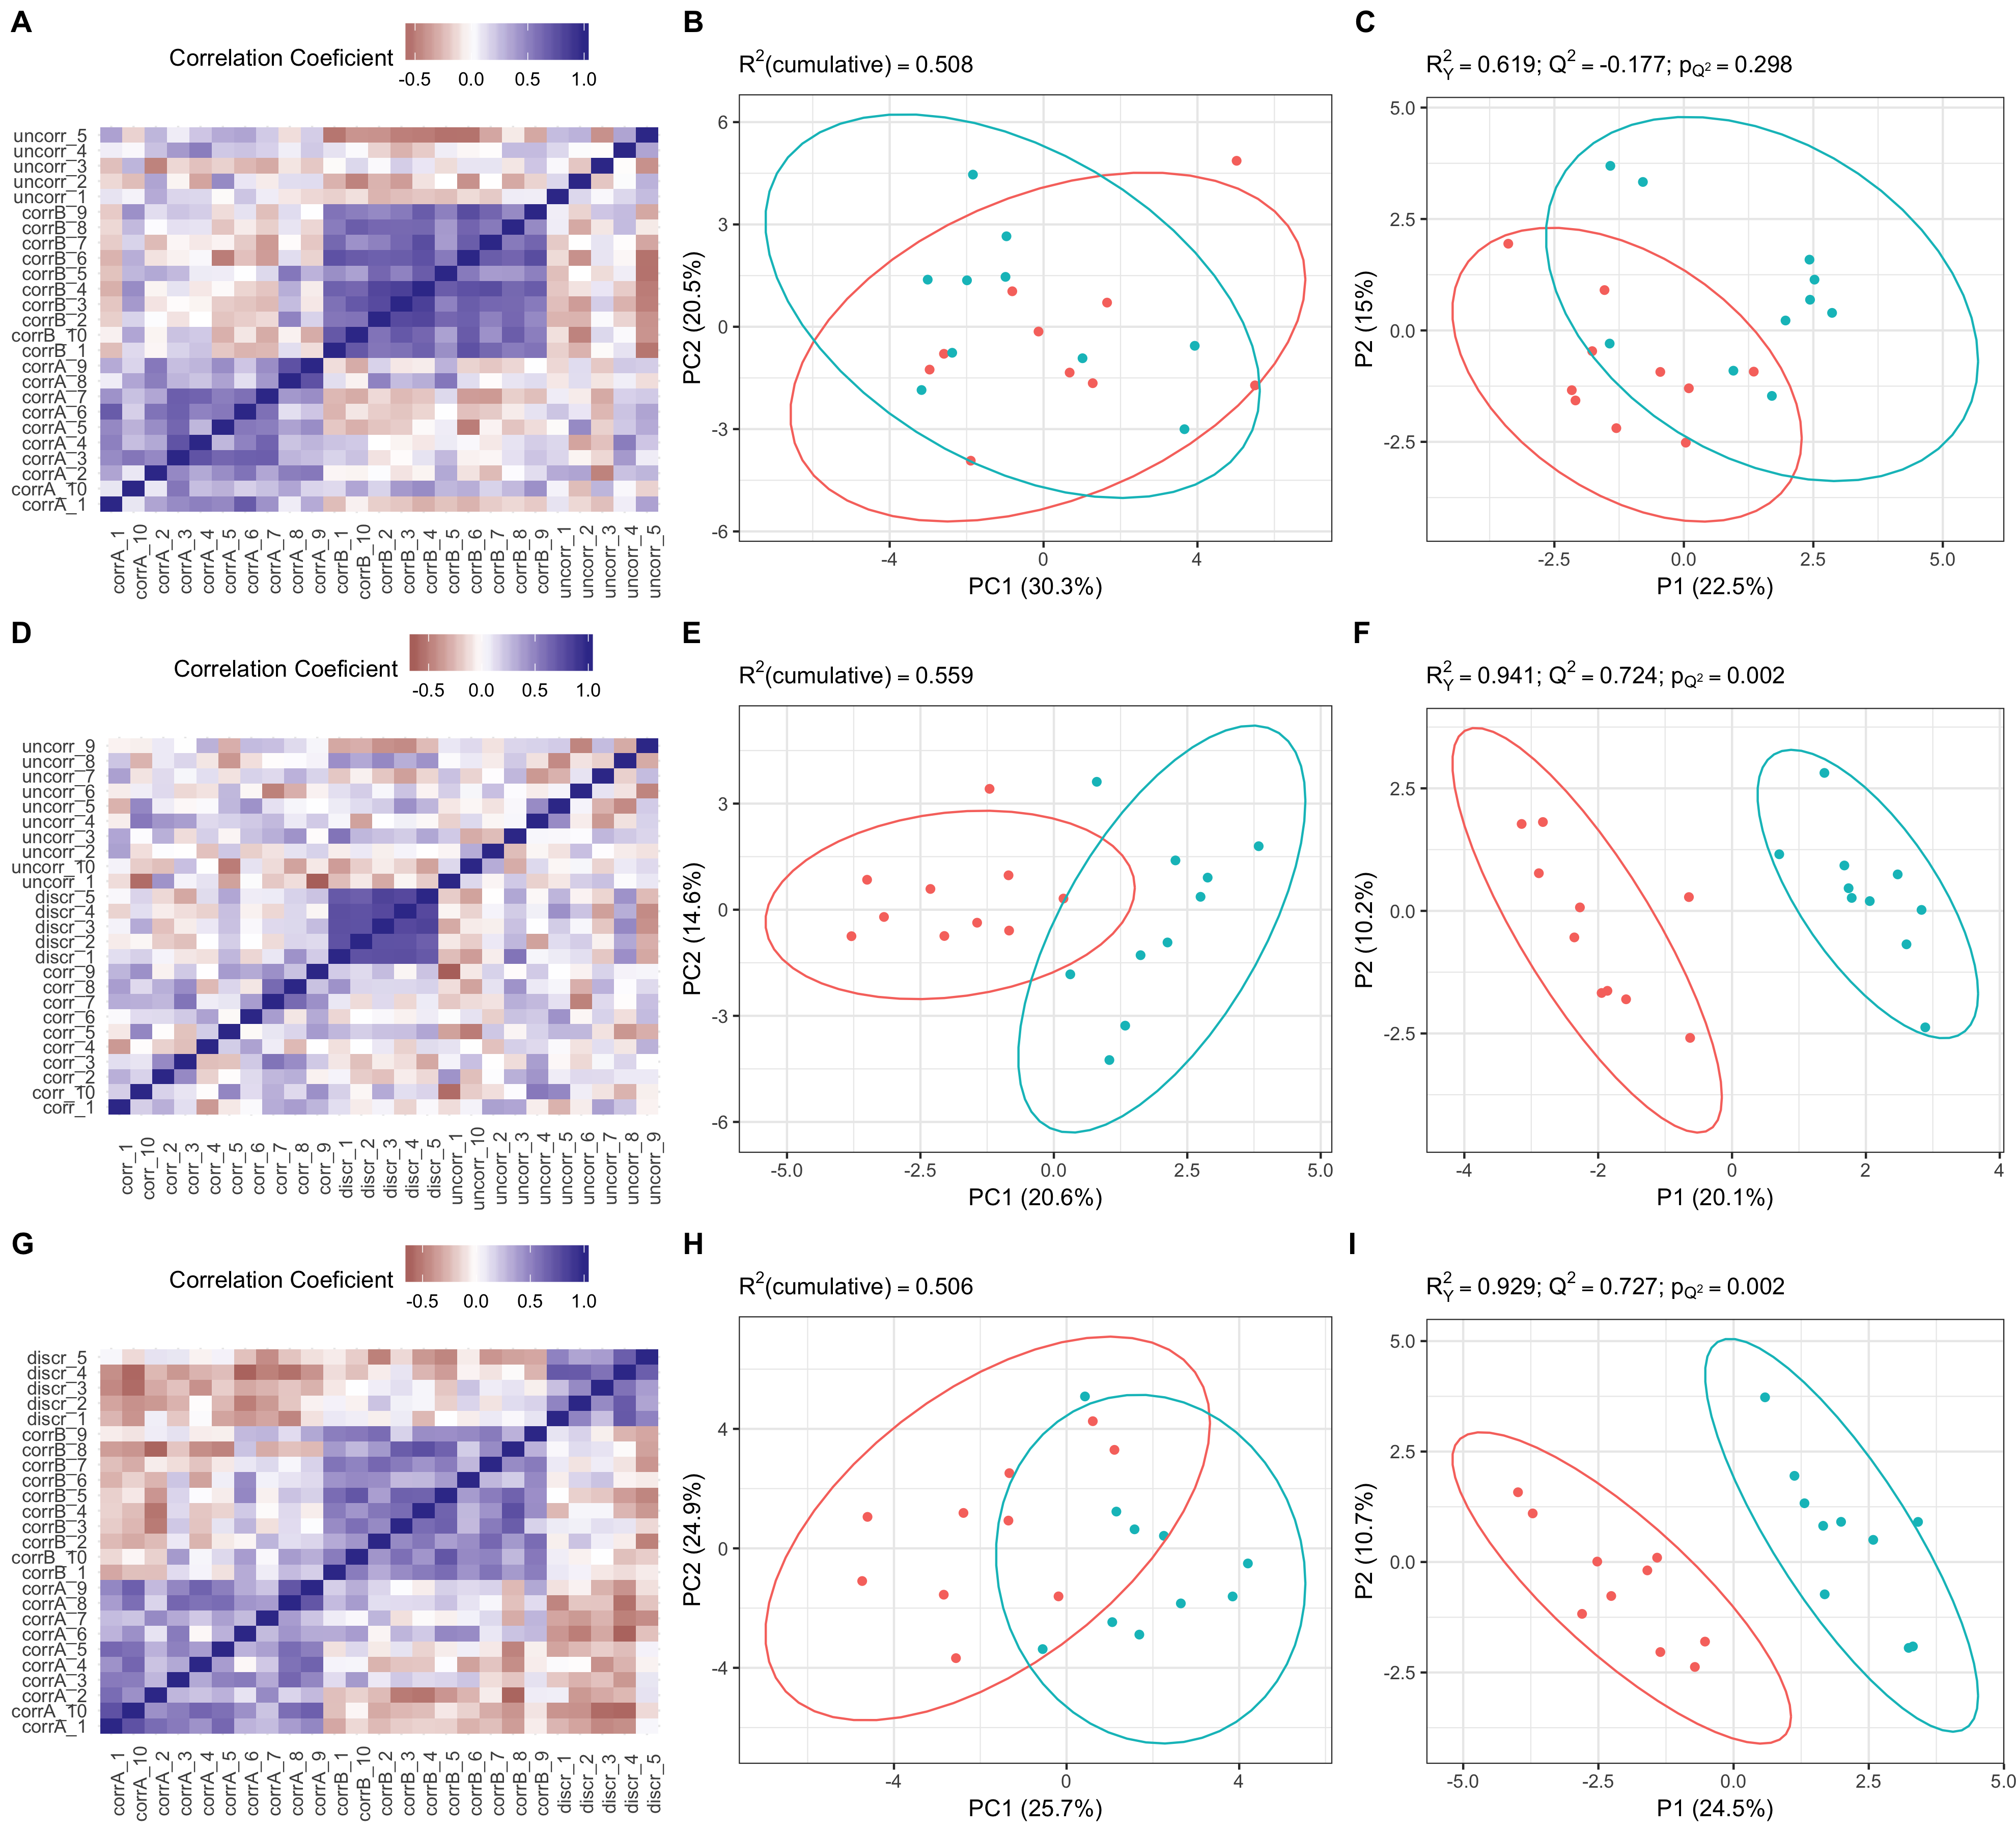 A
Correlation Coeficient
-0.5 0.0 0.5 1.0
uncorr_5
uncorr_4
uncorr_3
uncorr_2
uncorr_1
corrB_9
corrB_8
corrB_7
corrB_6
corrB_5
corrB_4
corrB_3
corrB_2
corrB_10
corrB_1
corrA_9
corrA_8
corrA_7
corrA_6
corrA_5
corrA_4
corrA_3
corrA_2
corrA_10
corrA_1
corrA_1 corrA_10 corrA_2 corrA_3 corrA_4 corrA_5 corrA_6 corrA_7 corrA_8 corrA_9 corrB_1 corrB_10 corrB_2 corrB_3 corrB_4 corrB_5 corrB_6 corrB_7 corrB_8 corrB_9 uncorr_1 uncorr_2 uncorr_3 uncorr_4 uncorr_5
B
R²(cumulative) = 0.508
PC2 (20.5%)
6
3
0
-3
-6
-4 0 4
PC1 (30.3%)
C
R²Y = 0.619; Q² = -0.177; pQ² = 0.298
P2 (15%)
5.0
2.5
0.0
-2.5
-2.5 0.0 2.5 5.0
P1 (22.5%)
D
Correlation Coeficient
-0.5 0.0 0.5 1.0
uncorr_9
uncorr_8
uncorr_7
uncorr_6
uncorr_5
uncorr_4
uncorr_3
uncorr_2
uncorr_10
uncorr_1
discr_5
discr_4
discr_3
discr_2
discr_1
corr_9
corr_8
corr_7
corr_6
corr_5
corr_4
corr_3
corr_2
corr_10
corr_1
corr_1 corr_10 corr_2 corr_3 corr_4 corr_5 corr_6 corr_7 corr_8 corr_9 discr_1 discr_2 discr_3 discr_4 discr_5 uncorr_1 uncorr_10 uncorr_2 uncorr_3 uncorr_4 uncorr_5 uncorr_6 uncorr_7 uncorr_8 uncorr_9
E
R²(cumulative) = 0.559
PC2 (14.6%)
3
0
-3
-6
-5.0 -2.5 0.0 2.5 5.0
PC1 (20.6%)
F
R²Y = 0.941; Q² = 0.724; pQ² = 0.002
P2 (10.2%)
2.5
0.0
-2.5
-4 -2 0 2 4
P1 (20.1%)
G
Correlation Coeficient
-0.5 0.0 0.5 1.0
discr_5
discr_4
discr_3
discr_2
discr_1
corrB_9
corrB_8
corrB_7
corrB_6
corrB_5
corrB_4
corrB_3
corrB_2
corrB_10
corrB_1
corrA_9
corrA_8
corrA_7
corrA_6
corrA_5
corrA_4
corrA_3
corrA_2
corrA_10
corrA_1
corrA_1 corrA_10 corrA_2 corrA_3 corrA_4 corrA_5 corrA_6 corrA_7 corrA_8 corrA_9 corrB_1 corrB_10 corrB_2 corrB_3 corrB_4 corrB_5 corrB_6 corrB_7 corrB_8 corrB_9 discr_1 discr_2 discr_3 discr_4 discr_5
H
R²(cumulative) = 0.506
PC2 (24.9%)
4
0
-4
-4 0 4
PC1 (25.7%)
I
R²Y = 0.929; Q² = 0.727; pQ² = 0.002
P2 (10.7%)
5.0
2.5
0.0
-2.5
-5.0 -2.5 0.0 2.5 5.0
P1 (24.5%)